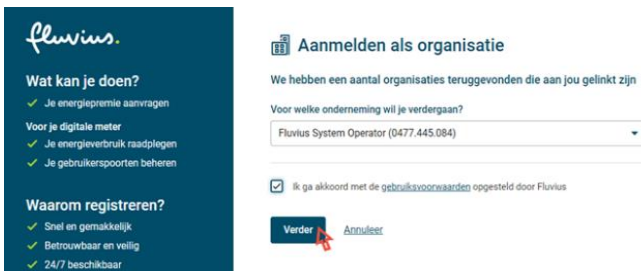 fluvius.
Wat kan je doen?
Je energiepremie aanvragen
Voor je digitale meter
Je energieverbruik raadplegen
Je gebruikerspoorten beheren
Waarom registreren?
Snel en gemakkelijk
Betrouwbaar en veilig
24/7 beschikbaar
Aanmelden als organisatie
We hebben een aantal organisaties teruggevonden die aan jou gelinkt zijn
Voor welke onderneming wil je verdergaan?
Fluvius System Operator (0477.445.084)
Ik ga akkoord met de gebruiksvoorwaarden opgesteld door Fluvius
Verder
Annuleer